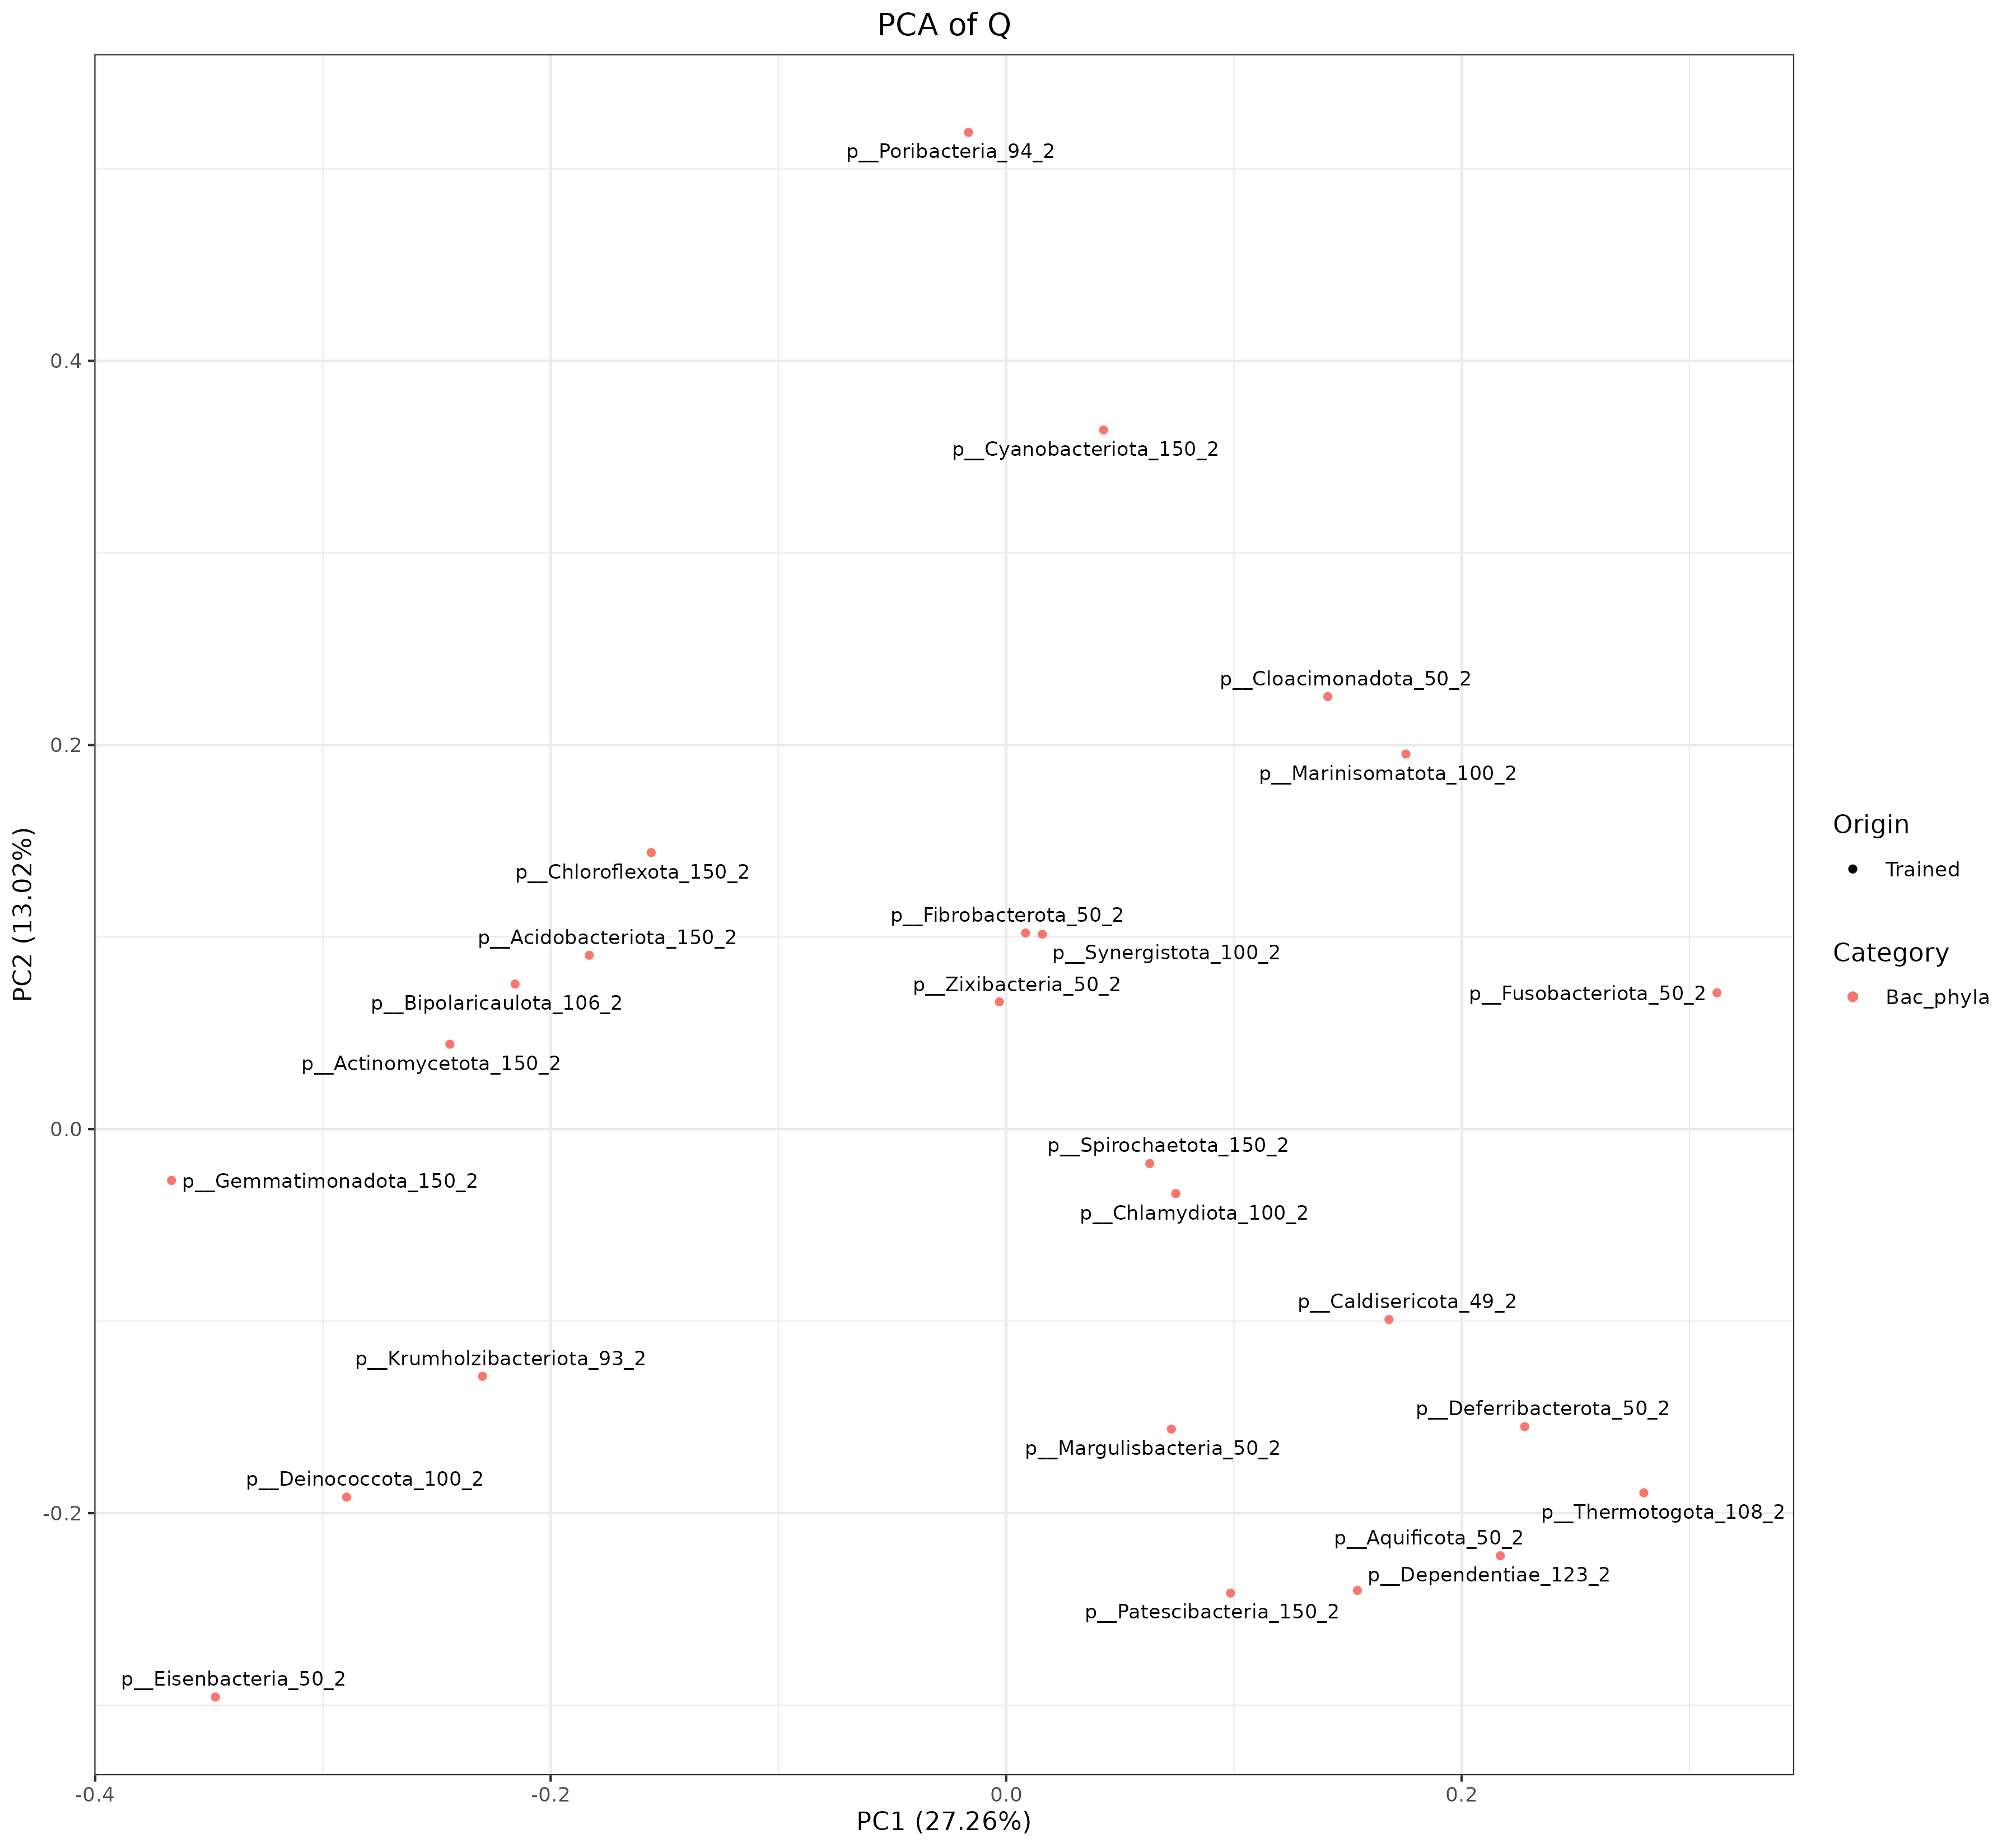 PCA of Q
p__Poribacteria_94_2
0.4
p__Cyanobacteriota_150_2
p__Cloacimonadota_50_2
0.2
p__Marinisomatota_100_2
Origin
Trained
Category
Bac_phyla
PC2 (13.02%)
p__Chloroflexota_150_2
p__Fibrobacterota_50_2
p__Acidobacteriota_150_2
p__Synergistota_100_2
p__Zixibacteria_50_2
p__Fusobacteriota_50_2
p__Bipolaricaulota_106_2
p__Actinomycetota_150_2
0.0
p__Spirochaetota_150_2
p__Gemmatimonadota_150_2
p__Chlamydiota_100_2
p__Caldisericota_49_2
p__Krumholzibacteriota_93_2
p__Deferribacterota_50_2
p__Margulisbacteria_50_2
p__Deinococcota_100_2
-0.2
p__Thermotogota_108_2
p__Aquificota_50_2
p__Dependentiae_123_2
p__Patescibacteria_150_2
p__Eisenbacteria_50_2
-0.4
-0.2
0.0
0.2
PC1 (27.26%)